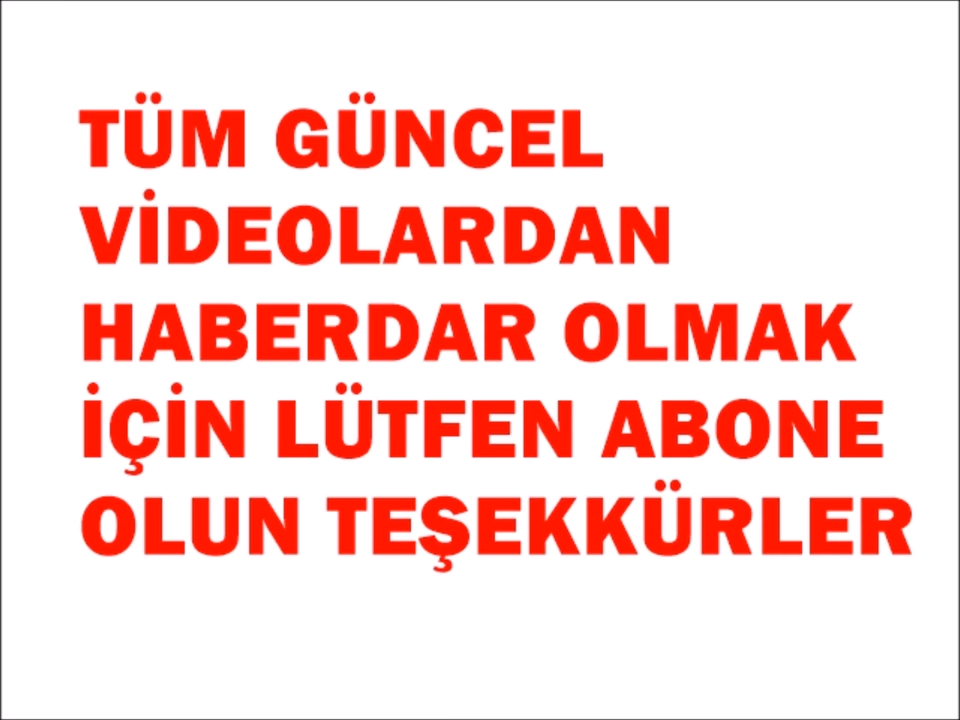 TÜM GÜNCEL
VİDEOLARDAN
HABERDAR OLMAK
İÇİN LÜTFEN ABONE
OLUN TEŞEKKÜRLER